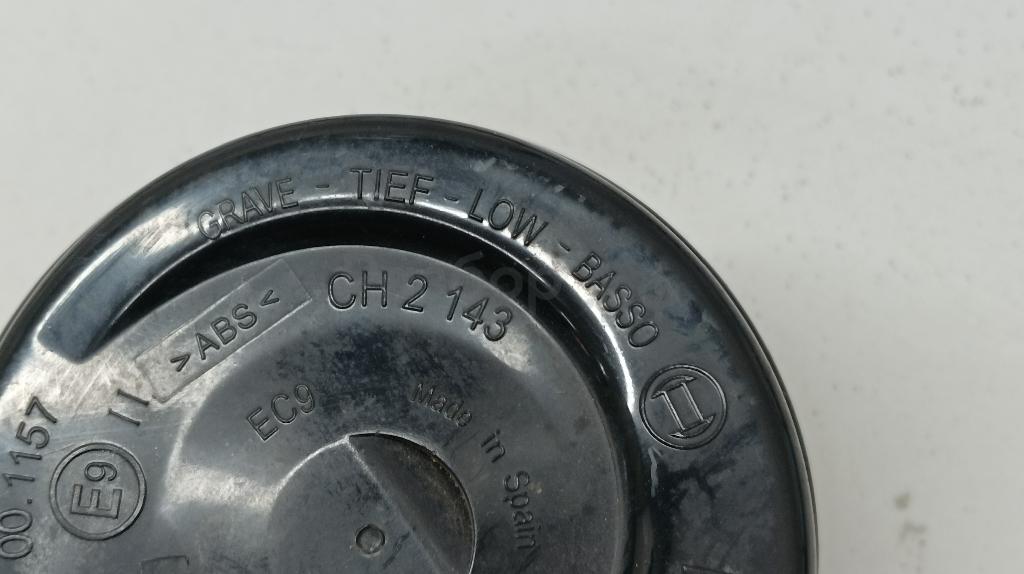 GRAVE - TIEF - LOW - BASSO
CH 2 143
>ABS<
EC9
Made in Spain
II
00.1157
E9